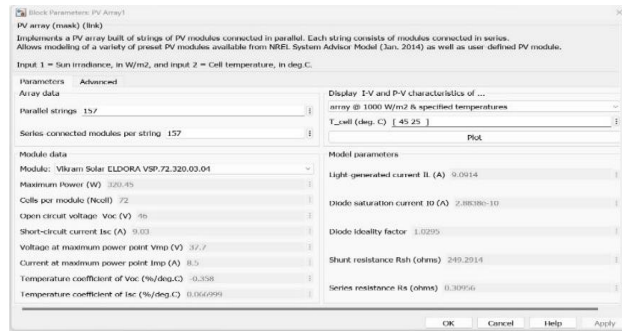 Block Parameters: PV Array1
PV array (mask) (link)
Implements a PV array built of strings of PV modules connected in parallel. Each string consists of modules connected in series.
Allows modeling of a variety of preset PV modules available from NREL System Advisor Model (Jan. 2014) as well as user-defined PV module.
Input 1 = Sun irradiance, in W/m2, and input 2 = Cell temperature, in deg.C.
Parameters Advanced
Array data
Parallel strings 157
Series-connected modules per string 157
Display I-V and P-V characteristics of ...
array @ 1000 W/m2 & specified temperatures
T_cell (deg. C) [ 45 25 ]
Plot
Module data
Module: Vikram Solar ELDORA VSP.72.320.03.04
Maximum Power (W) 320.45
Cells per module (Ncell) 72
Open circuit voltage Voc (V) 46
Short-circuit current Isc (A) 9.03
Voltage at maximum power point Vmp (V) 37.7
Current at maximum power point Imp (A) 8.5
Temperature coefficient of Voc (%/deg.C) -0.358
Temperature coefficient of Isc (%/deg.C) 0.066999
Model parameters
Light-generated current IL (A) 9.0914
Diode saturation current I0 (A) 2.8838e-10
Diode ideality factor 1.0295
Shunt resistance Rsh (ohms) 249.2914
Series resistance Rs (ohms) 0.30956
OK Cancel Help Apply